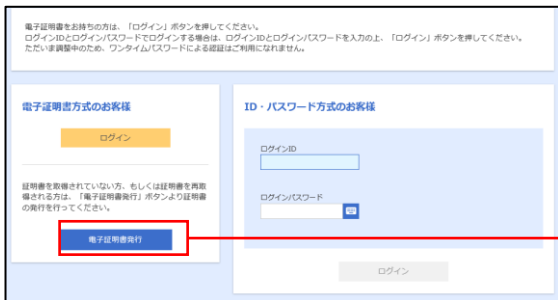 電子証明書をお持ちの方は、「ログイン」ボタンを押してください。
ログインIDとログインパスワードでログインする場合は、ログインIDとログインパスワードを入力の上、「ログイン」ボタンを押してください。
ただいま調整中のため、ワンタイムパスワードによる認証はご利用になれません。
電子証明書方式のお客様
ログイン
証明書を取得されていない方、もしくは証明書を再取
得される方は、「電子証明書発行」ボタンより証明書
の発行を行ってください。
電子証明書発行
ID・パスワード方式のお客様
ログインID
ログインパスワード
ログイン